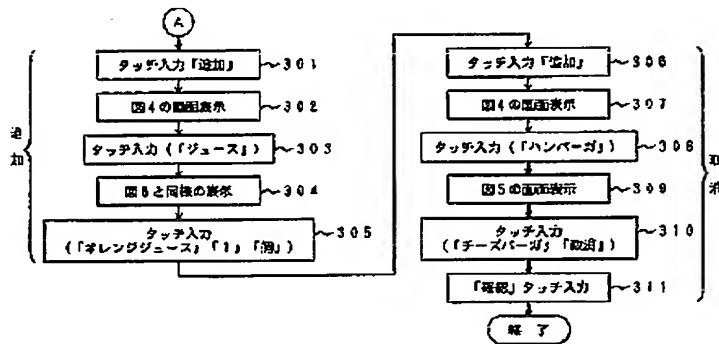 A
追加
タッチ入力『追加』
301
図4の画面表示
302
タッチ入力(『ジュース』)
303
図5と同様の表示
304
タッチ入力
(『オレンジジュース』『1』『個』)
305
タッチ入力『追加』
306
図4の画面表示
307
タッチ入力(『ハンバーガ』)
308
図5の画面表示
309
タッチ入力
(『チーズバーガ』『取消』)
310
『確認』タッチ入力
311
終了
取消